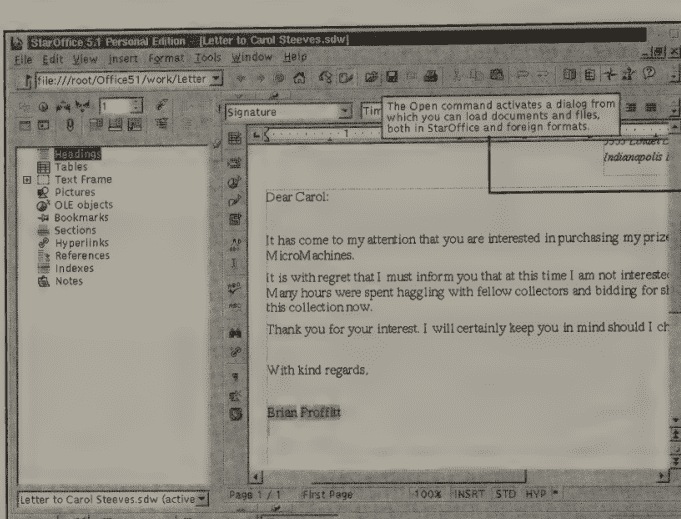 StarOffice 5.1 Personal Edition - [Letter to Carol Steeves.sdw]
File Edit View Insert Format Tools Window Help
file:///root/Office51/work/Letter
1
Signature
The Open command activates a dialog from
which you can load documents and files,
both in StarOffice and foreign formats.
1
Headings
Tables
Text Frame
Pictures
OLE objects
Bookmarks
Sections
Hyperlinks
References
Indexes
Notes
Indianapolis
Dear Carol:
It has come to my attention that you are interested in purchasing my prize
MicroMachines.
It is with regret that I must inform you that at this time I am not interested
Many hours were spent haggling with fellow collectors and bidding for
this collection now.
Thank you for your interest. I will certainly keep you in mind should I
With kind regards,
Brian Proffitt
Letter to Carol Steeves.sdw (active
Page 1 / 1 First Page 100% INSRT STD HYP *